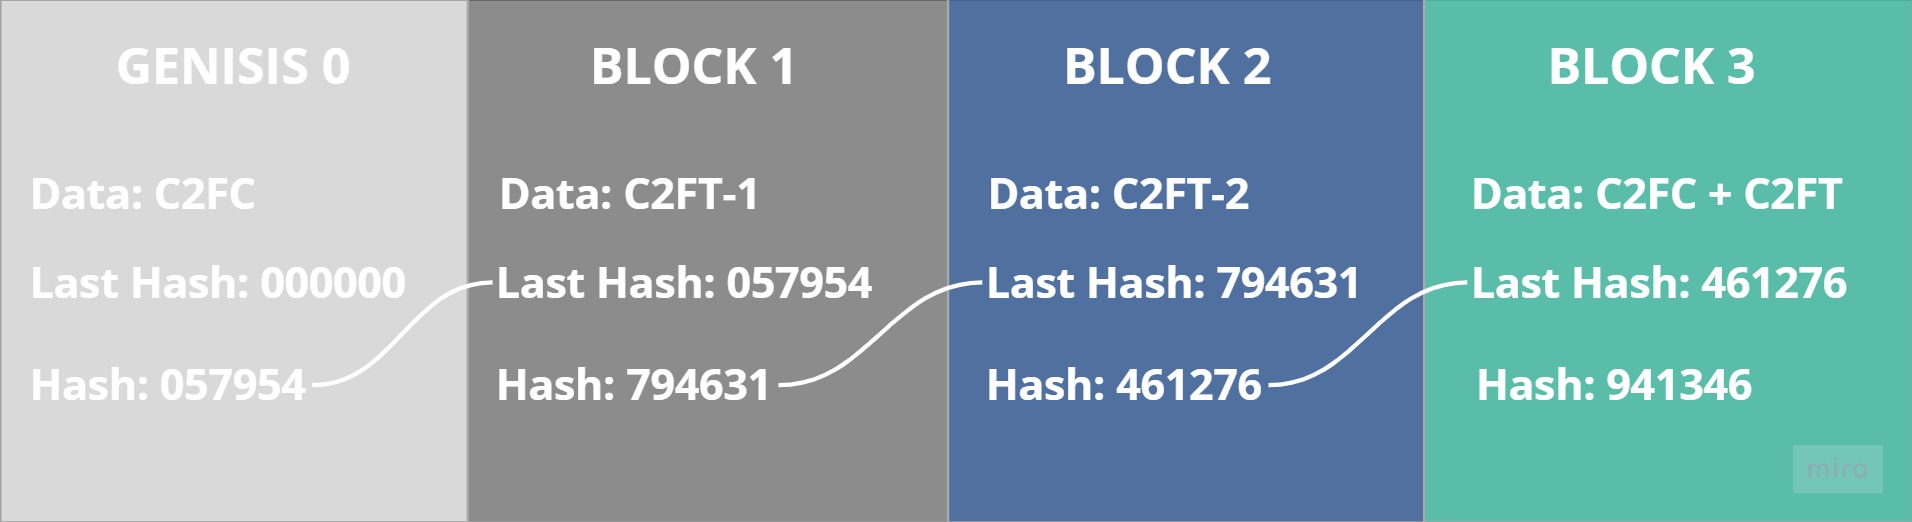 GENISIS 0
Data: C2FC
Last Hash: 000000
Hash: 057954
BLOCK 1
Data: C2FT-1
Last Hash: 057954
Hash: 794631
BLOCK 2
Data: C2FT-2
Last Hash: 794631
Hash: 461276
BLOCK 3
Data: C2FC + C2FT
Last Hash: 461276
Hash: 941346
miro